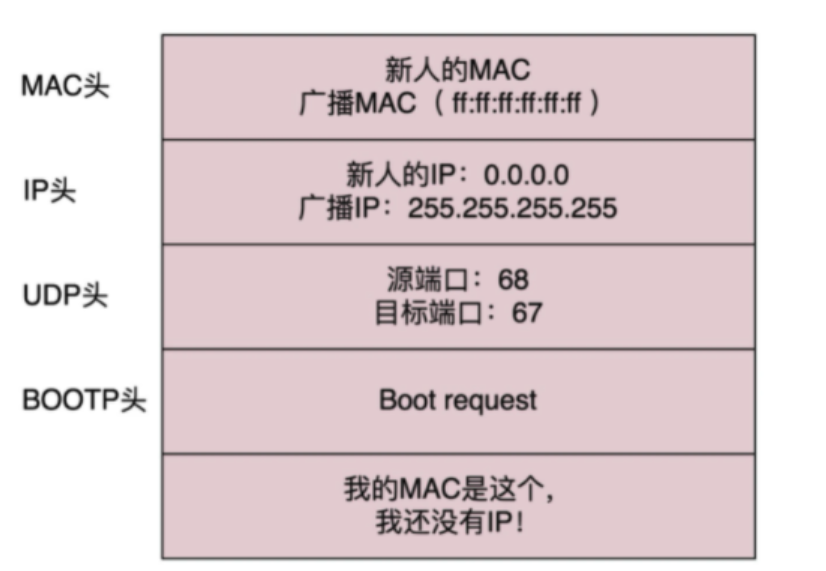 MAC头
新人的MAC
广播MAC（ff:ff:ff:ff:ff:ff）
IP头
新人的IP：0.0.0.0
广播IP：255.255.255.255
UDP头
源端口：68
目标端口：67
BOOTP头
Boot request
我的MAC是这个，
我还没有IP！